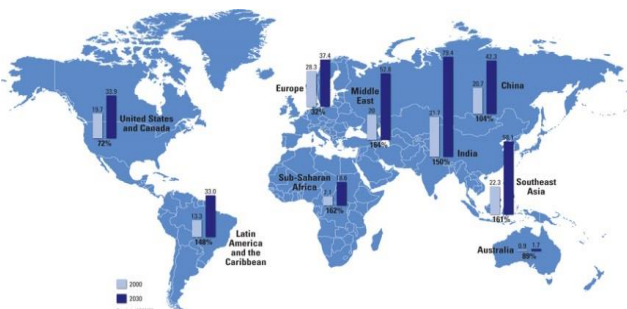 19.7
33.9
72%
United States
and Canada
28.3
37.4
Europe
32%
Middle
East
57.8
164%
79.4
150%
India
42.3
China
104%
Sub-Saharan
Africa
7.1
18.6
162%
22.3
58.1
161%
Southeast
Asia
13.3
33.0
148%
Latin
America
and the
Caribbean
Australia
0.9
1.7
89%
2000
2030